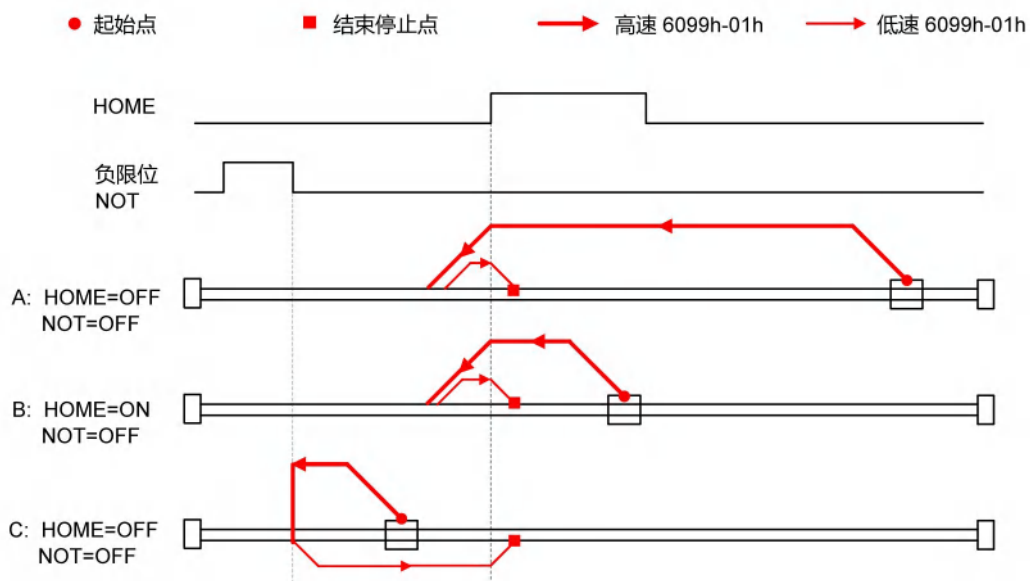 起始点 结束停止点 高速 6099h-01h 低速 6099h-01h
HOME
负限位
NOT
A: HOME=OFF
NOT=OFF
B: HOME=ON
NOT=OFF
C: HOME=OFF
NOT=OFF